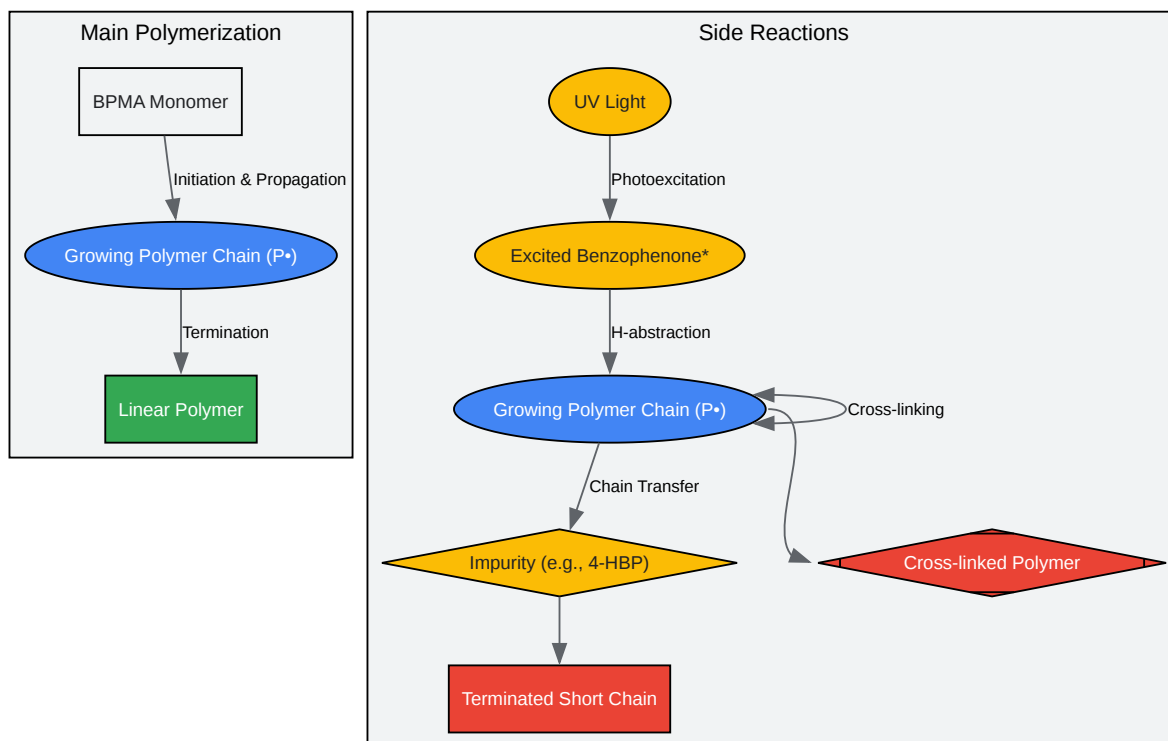 Main Polymerization
BPMA Monomer
Initiation & Propagation
Growing Polymer Chain (P•)
Termination
Linear Polymer
Side Reactions
UV Light
Photoexcitation
Excited Benzophenone*
H-abstraction
Growing Polymer Chain (P•)
Cross-linking
Chain Transfer
Impurity (e.g., 4-HBP)
Cross-linked Polymer
Terminated Short Chain